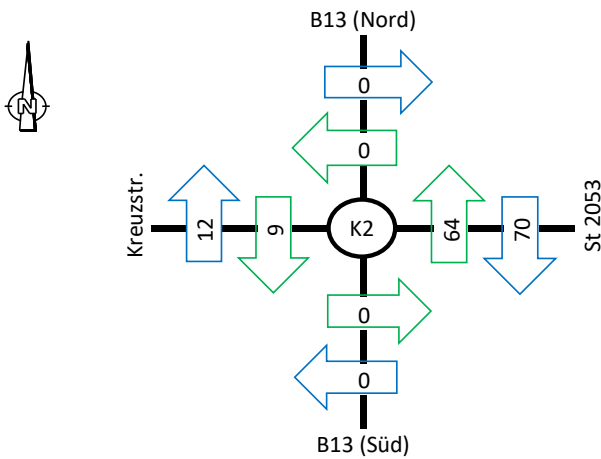 B13 (Nord)
0
N
0
Kreuzstr.
12
9
K2
64
70
St 2053
0
0
B13 (Süd)